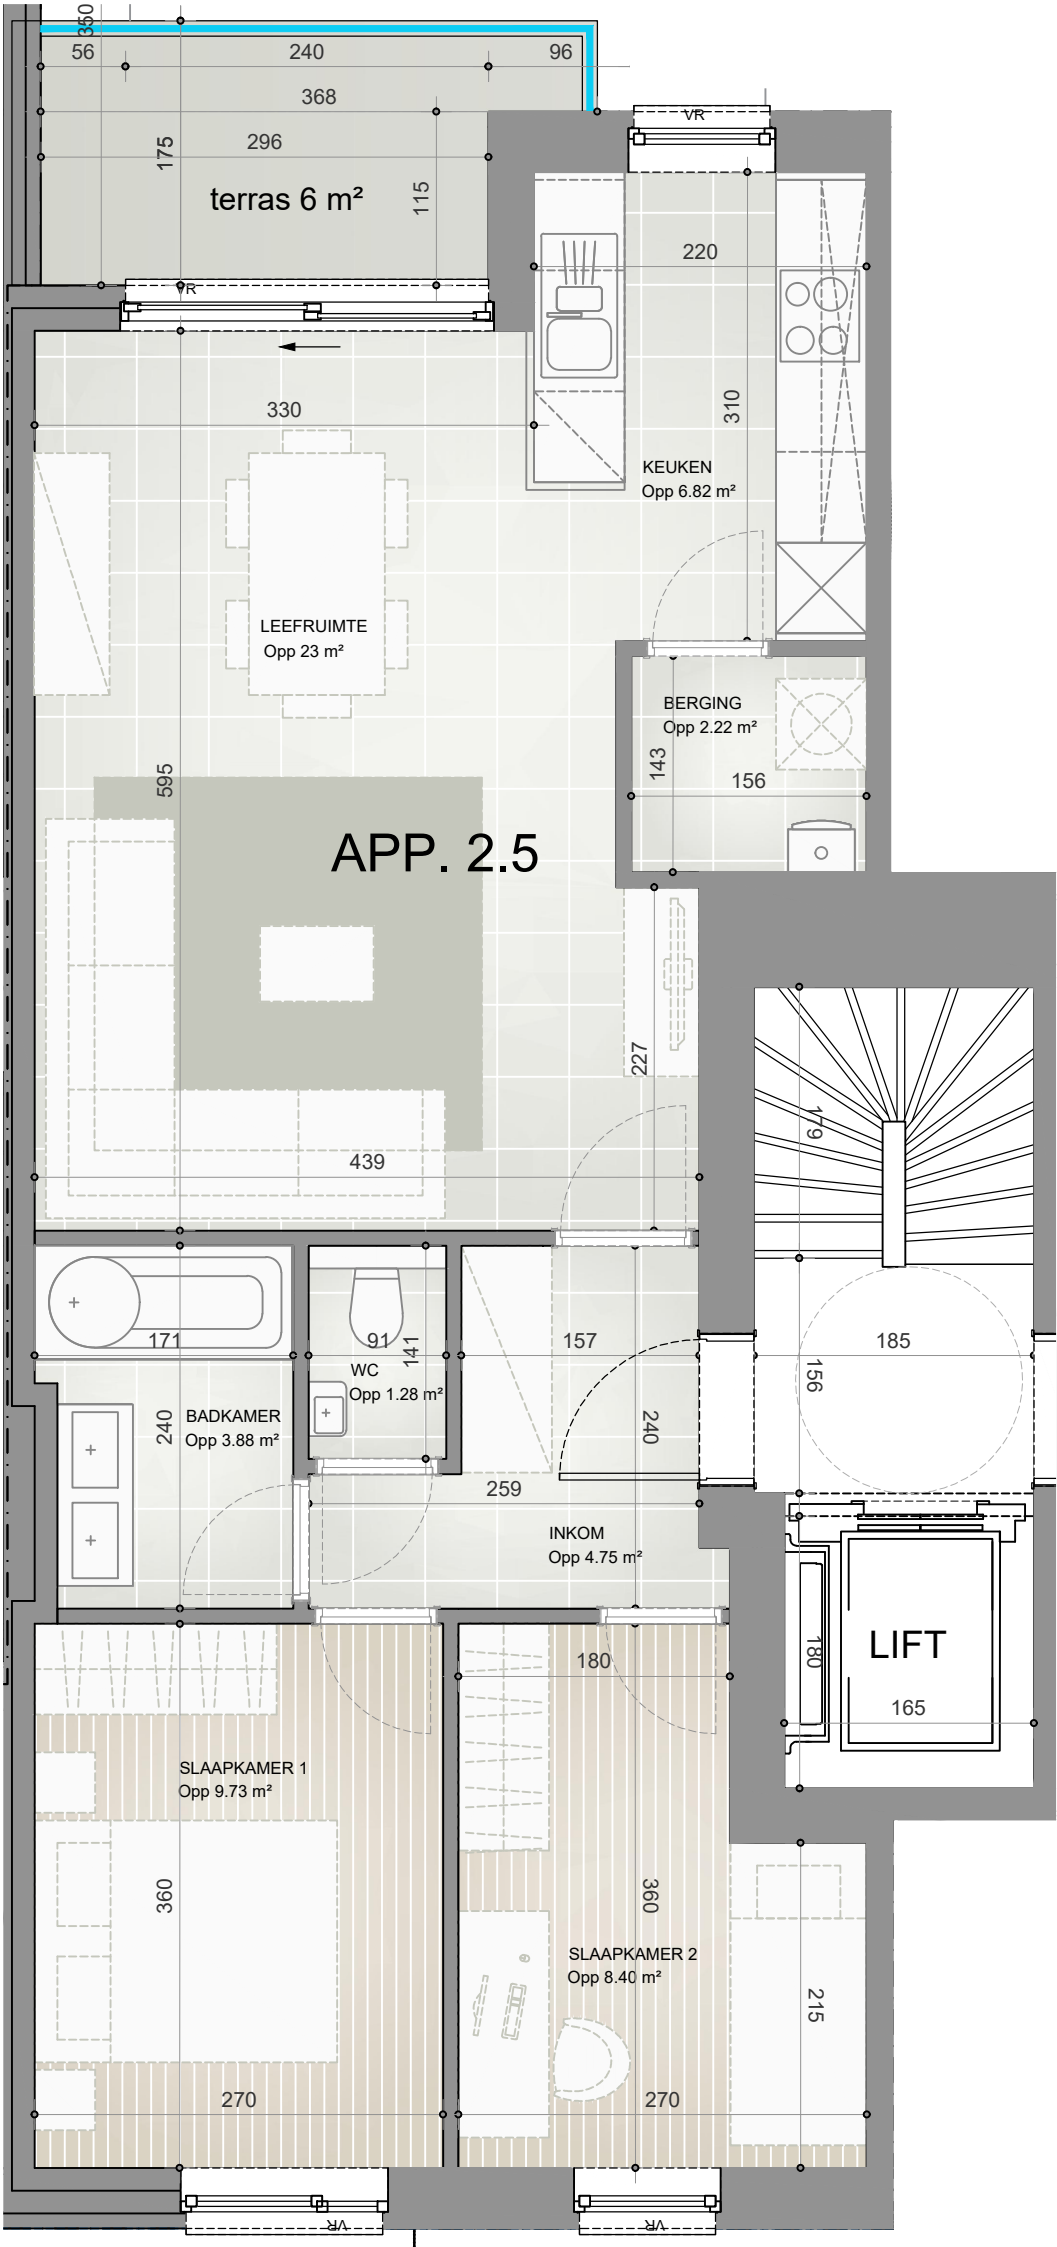 350
56
240
96
368
VR
296
175
terras 6 m²
115
220
VR
330
310
KEUKEN
Opp 6.82 m²
LEEFRUIMTE
Opp 23 m²
BERGING
Opp 2.22 m²
143
156
595
APP. 2.5
227
179
439
171
91
141
157
185
156
WC
Opp 1.28 m²
BADKAMER
Opp 3.88 m²
240
240
259
INKOM
Opp 4.75 m²
180
180
LIFT
165
SLAAPKAMER 1
Opp 9.73 m²
360
360
SLAAPKAMER 2
Opp 8.40 m²
215
270
270
VR
VR